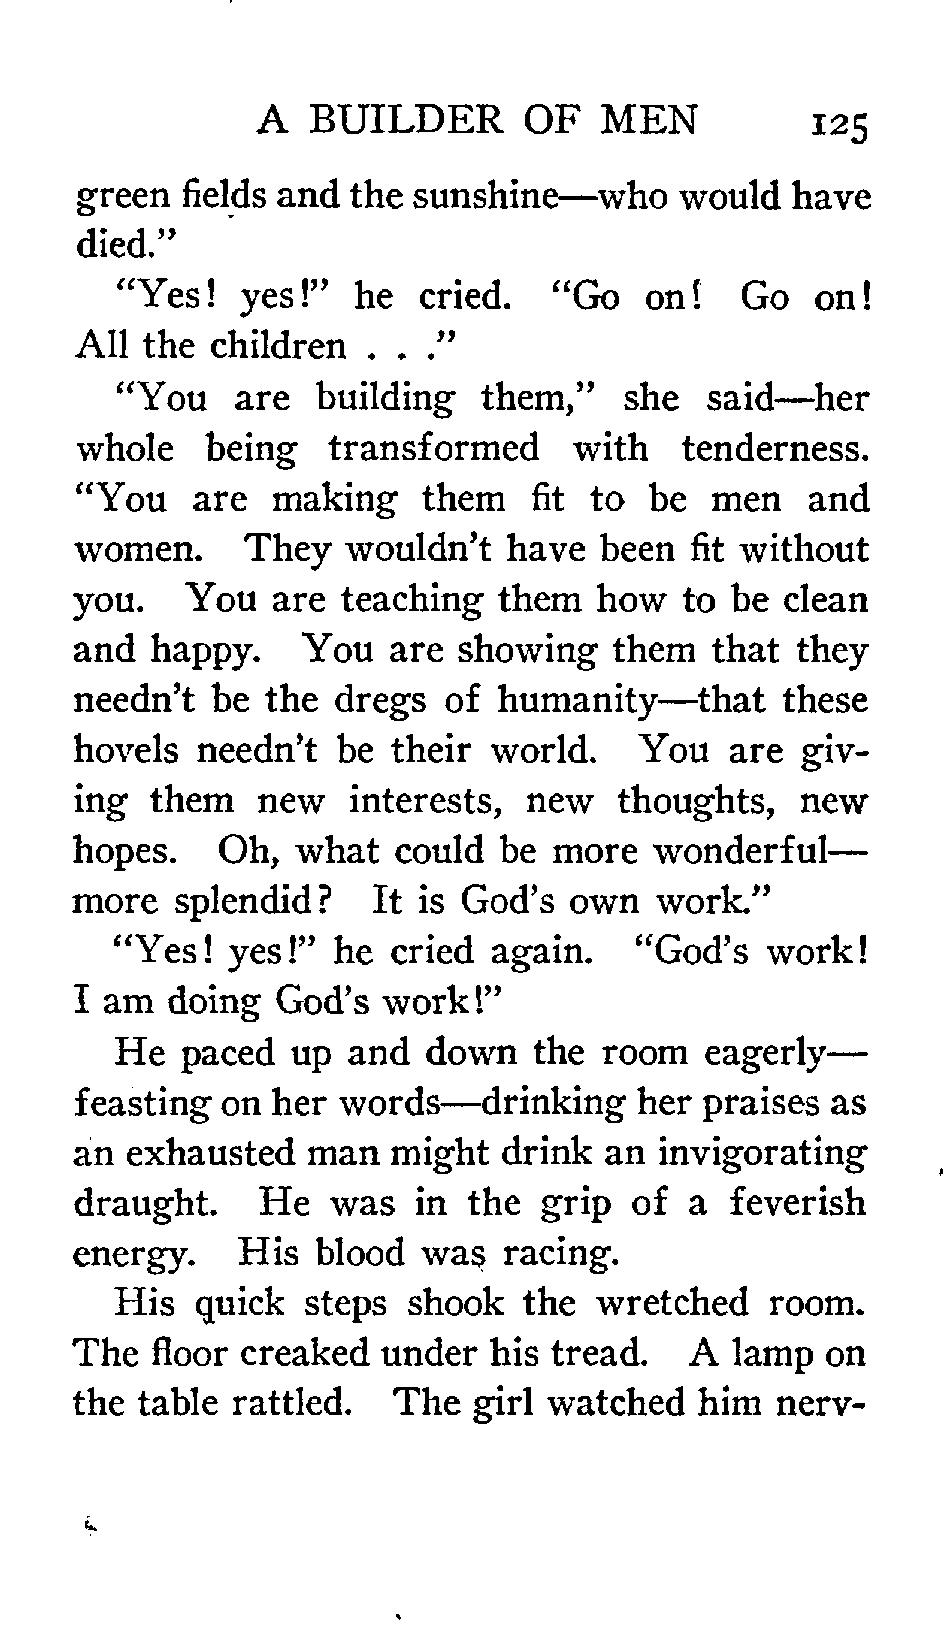 A BUILDER OF MEN 125
green fields and the sunshine—who would have
died."
"Yes! yes!" he cried. "Go on! Go on!
All the children . . ."
"You are building them," she said—her
whole being transformed with tenderness.
"You are making them fit to be men and
women. They wouldn't have been fit without
you. You are teaching them how to be clean
and happy. You are showing them that they
needn't be the dregs of humanity—that these
hovels needn't be their world. You are giv-
ing them new interests, new thoughts, new
hopes. Oh, what could be more wonderful—
more splendid? It is God's own work."
"Yes! yes!" he cried again. "God's work!
I am doing God's work!"
He paced up and down the room eagerly—
feasting on her words—drinking her praises as
an exhausted man might drink an invigorating
draught. He was in the grip of a feverish
energy. His blood was racing.
His quick steps shook the wretched room.
The floor creaked under his tread. A lamp on
the table rattled. The girl watched him nerv-